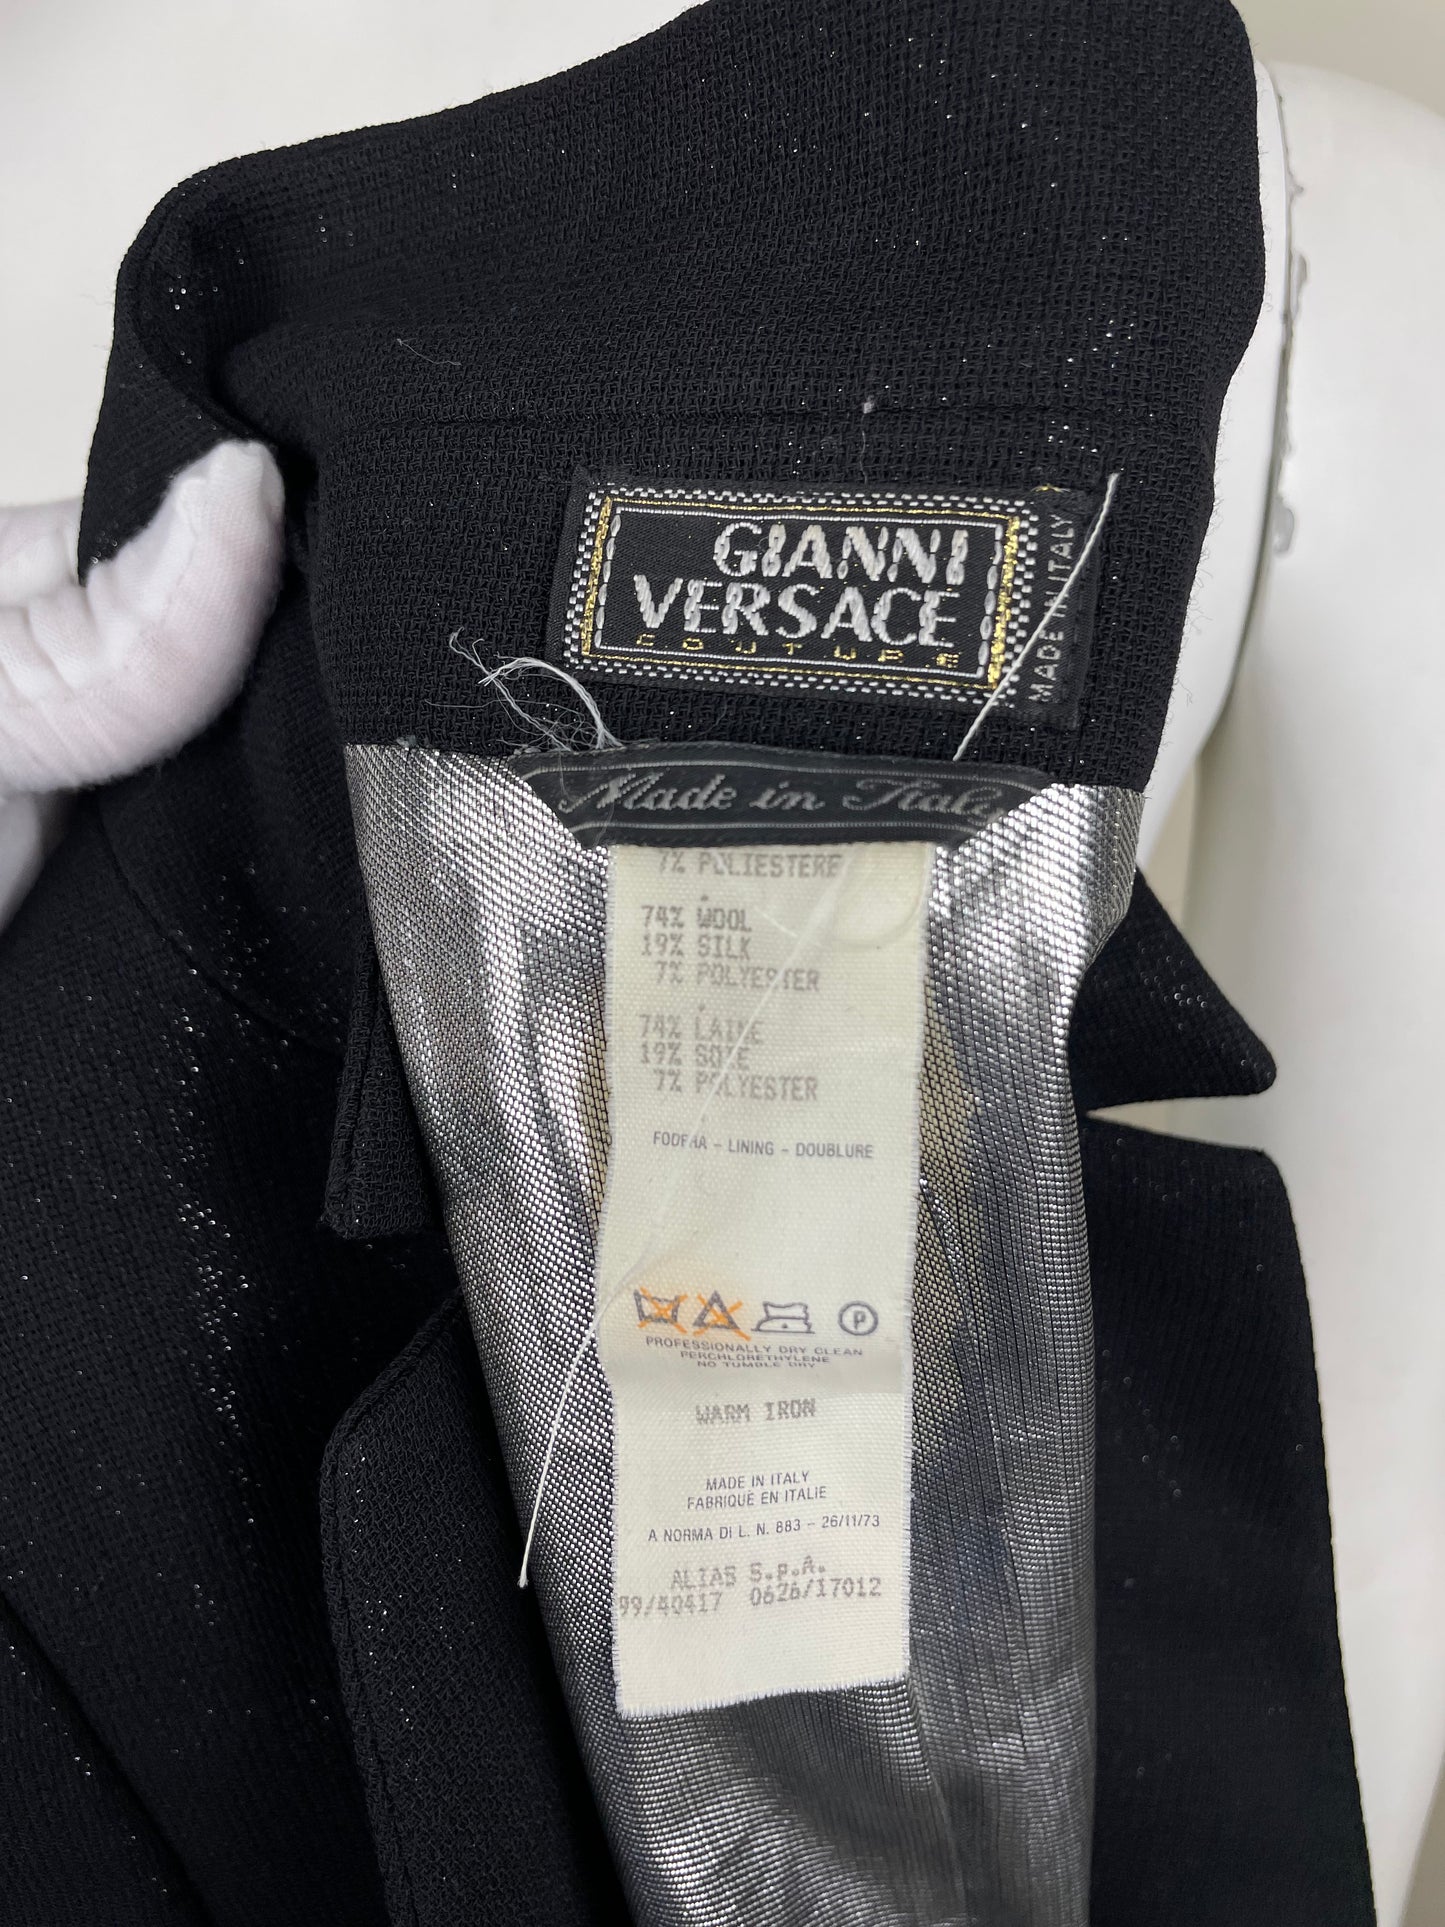 GIANNI
VERSACE
COUTURE
MADE IN ITALY
Made in Italy
7% POLIESTERE
74% WOOL
19% SILK
7% POLYESTER
74% LAINE
19% SOIE
7% POLYESTER
FODERA - LINING - DOUBLURE
P
PROFESSIONALLY DRY CLEAN
PERCHLORETHYLENE
NO TUMBLE DRY
WARM IRON
MADE IN ITALY
FABRIQUE EN ITALIE
A NORMA DI L. N. 883 - 26/11/73
ALIAS S.p.A.
99/40417 0626/17012